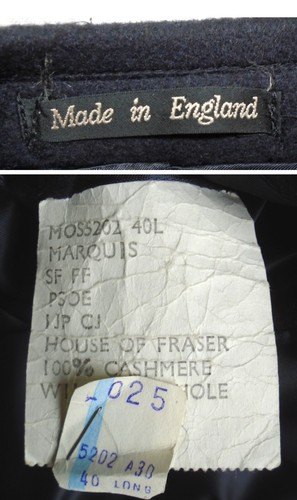 Made in England
MOSS202 40L
MARQUIS
SF FF
PSOE
HOUSE OF FRASER
100% CASHMERE
025
5202 A30
40 LONG